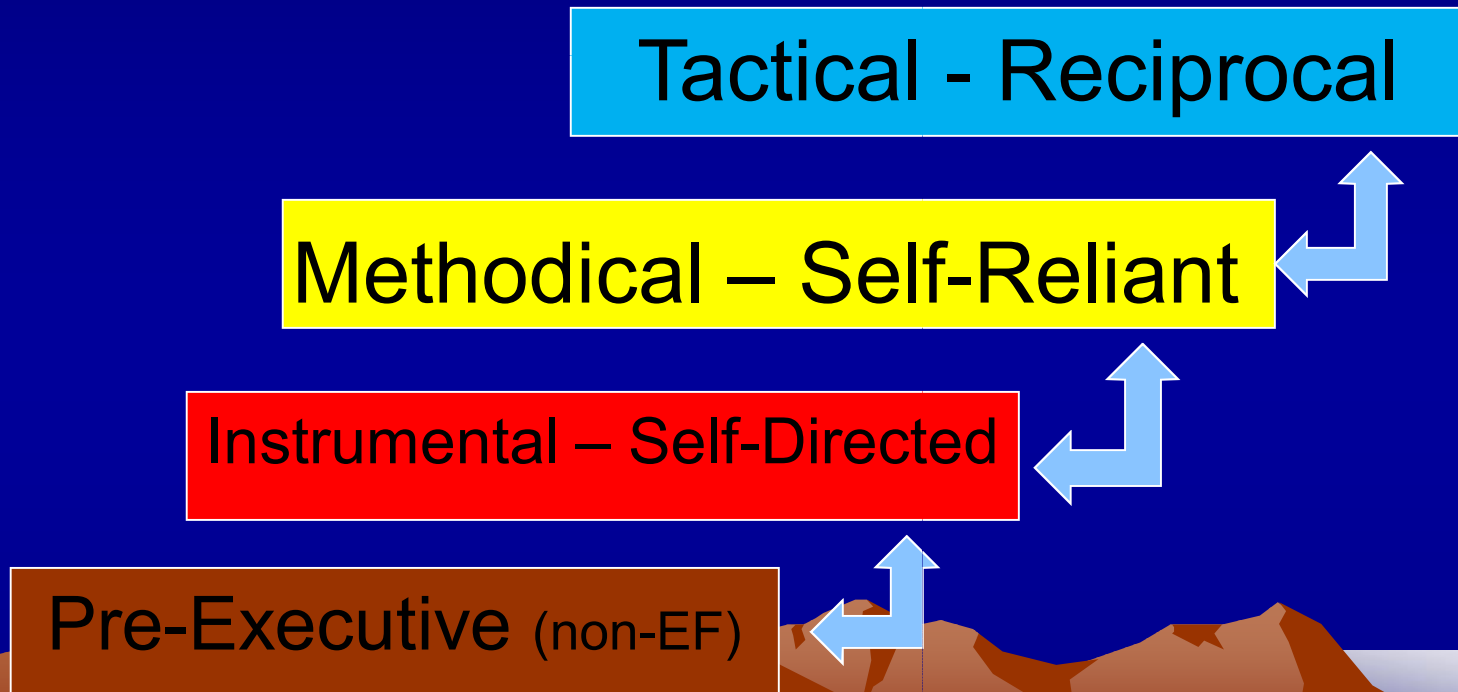 Tactical - Reciprocal
Methodical – Self-Reliant
Instrumental – Self-Directed
Pre-Executive (non-EF)